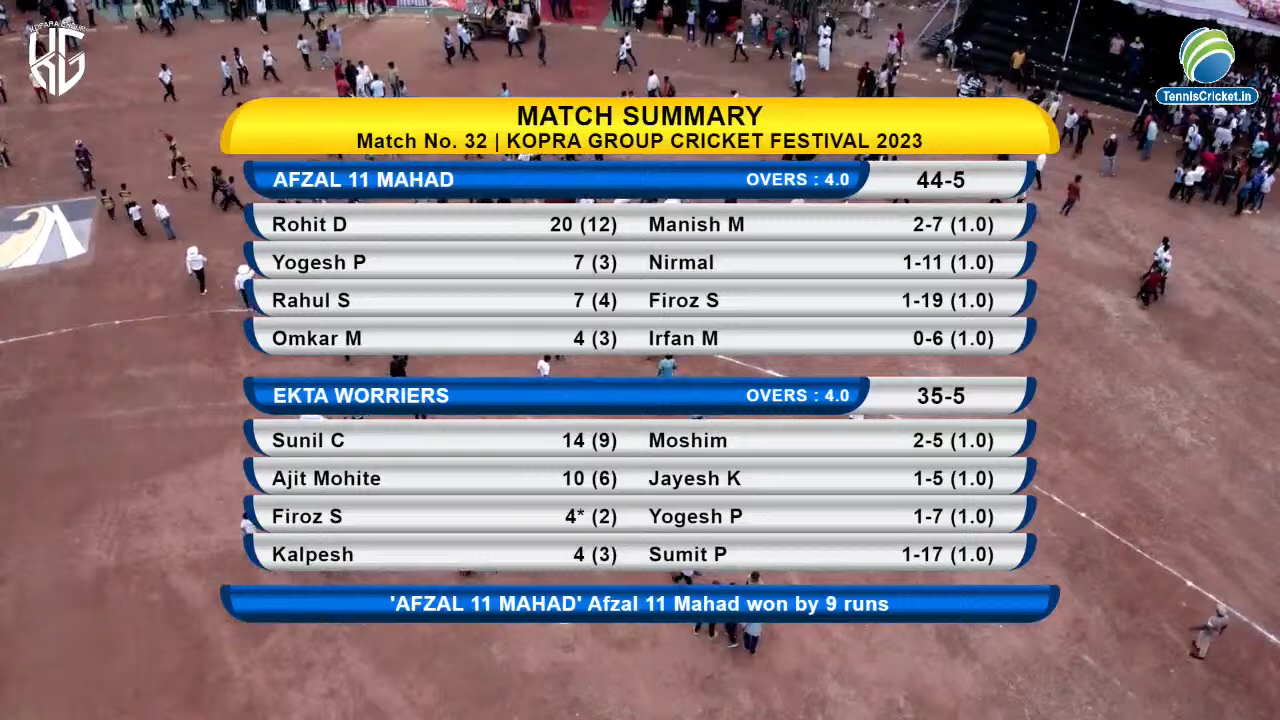 KOPARA GROUP
KG
TennisCricket.in
MATCH SUMMARY
Match No. 32 | KOPRA GROUP CRICKET FESTIVAL 2023
AFZAL 11 MAHAD OVERS : 4.0 44-5
Rohit D 20 (12) Manish M 2-7 (1.0)
Yogesh P 7 (3) Nirmal 1-11 (1.0)
Rahul S 7 (4) Firoz S 1-19 (1.0)
Omkar M 4 (3) Irfan M 0-6 (1.0)
EKTA WORRIERS OVERS : 4.0 35-5
Sunil C 14 (9) Moshim 2-5 (1.0)
Ajit Mohite 10 (6) Jayesh K 1-5 (1.0)
Firoz S 4* (2) Yogesh P 1-7 (1.0)
Kalpesh 4 (3) Sumit P 1-17 (1.0)
'AFZAL 11 MAHAD' Afzal 11 Mahad won by 9 runs